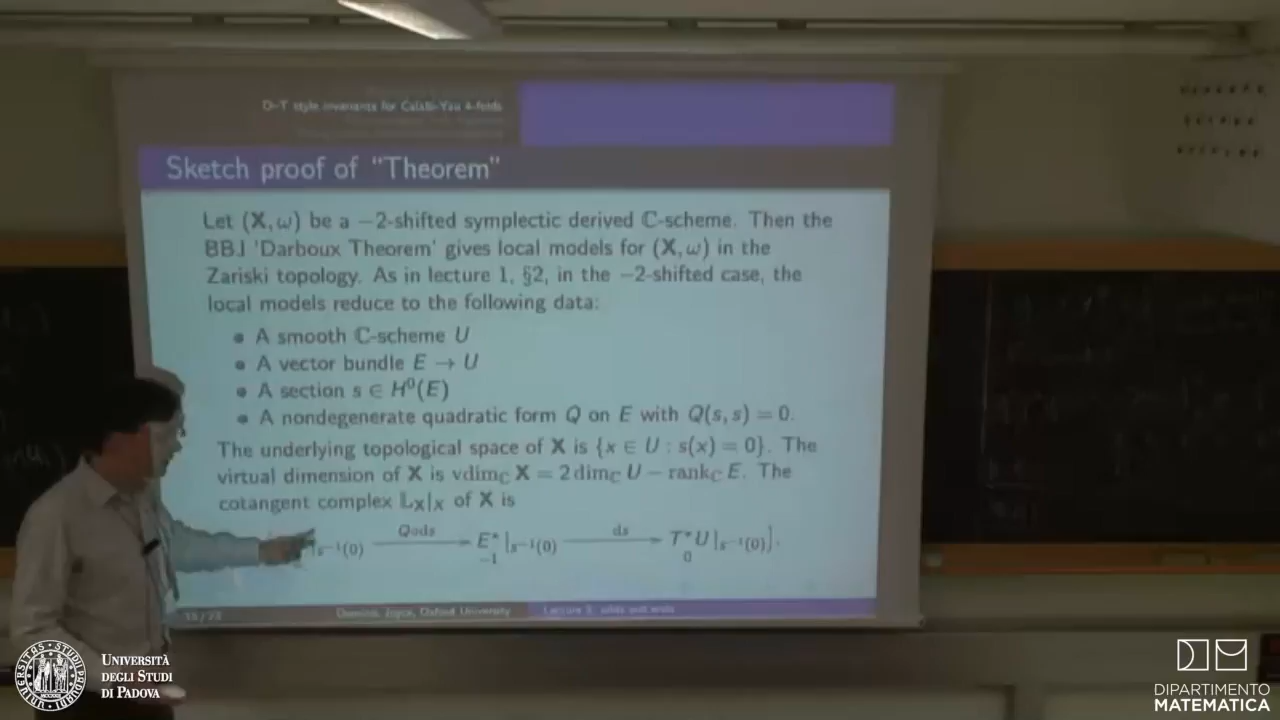 D–T style invariants for Calabi–Yau 4-folds
Sketch proof of "Theorem"
Let (X, ω) be a −2-shifted symplectic derived ℂ-scheme. Then the
BBJ 'Darboux Theorem' gives local models for (X, ω) in the
Zariski topology. As in lecture 1, §2, in the −2-shifted case, the
local models reduce to the following data:
• A smooth ℂ-scheme U
• A vector bundle E → U
• A section s ∈ H⁰(E)
• A nondegenerate quadratic form Q on E with Q(s, s) = 0.
The underlying topological space of X is {x ∈ U : s(x) = 0}. The
virtual dimension of X is vdim_ℂ X = 2 dim_ℂ U − rank_ℂ E. The
cotangent complex 𝕃_X|_X of X is
|_{s⁻¹(0)} Q∘ds → E*|_{s⁻¹(0)} ds → T*U|_{s⁻¹(0)}].
−1 0
Dominic Joyce, Oxford University Lecture 3: odds and ends
UNIVERSITÀ
DEGLI STUDI
DI PADOVA
DIPARTIMENTO
MATEMATICA